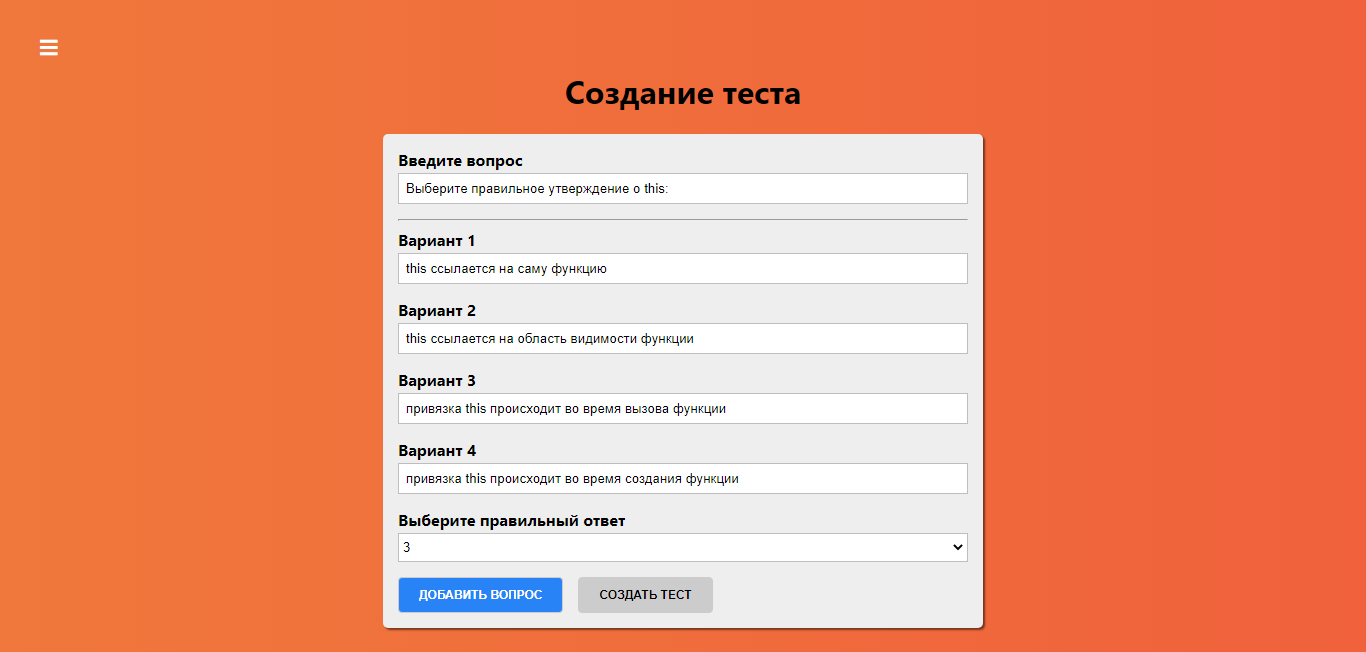 Создание теста
Введите вопрос
Выберите правильное утверждение о this:
Вариант 1
this ссылается на саму функцию
Вариант 2
this ссылается на область видимости функции
Вариант 3
привязка this происходит во время вызова функции
Вариант 4
привязка this происходит во время создания функции
Выберите правильный ответ
3
ДОБАВИТЬ ВОПРОС СОЗДАТЬ ТЕСТ